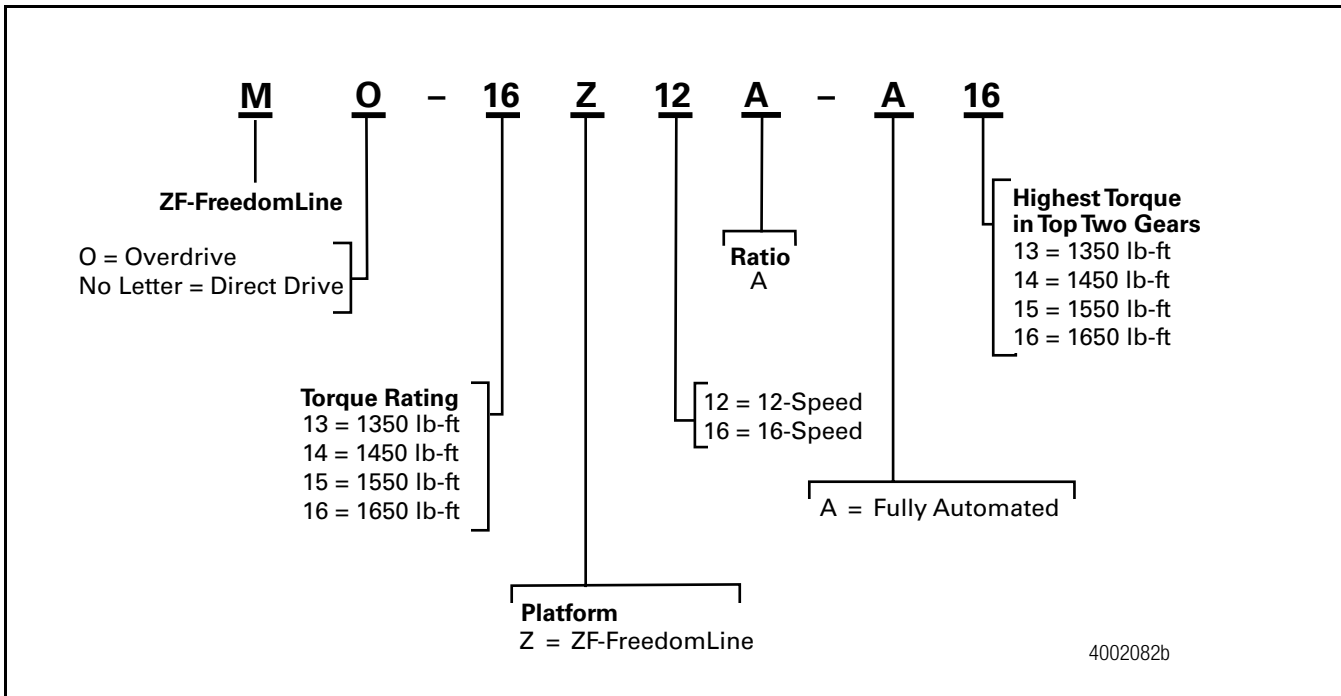 M O – 16 Z 12 A – A 16
ZF-FreedomLine
O = Overdrive
No Letter = Direct Drive
Ratio
A
Highest Torque
in Top Two Gears
13 = 1350 lb-ft
14 = 1450 lb-ft
15 = 1550 lb-ft
16 = 1650 lb-ft
Torque Rating
13 = 1350 lb-ft
14 = 1450 lb-ft
15 = 1550 lb-ft
16 = 1650 lb-ft
12 = 12-Speed
16 = 16-Speed
A = Fully Automated
Platform
Z = ZF-FreedomLine
4002082b